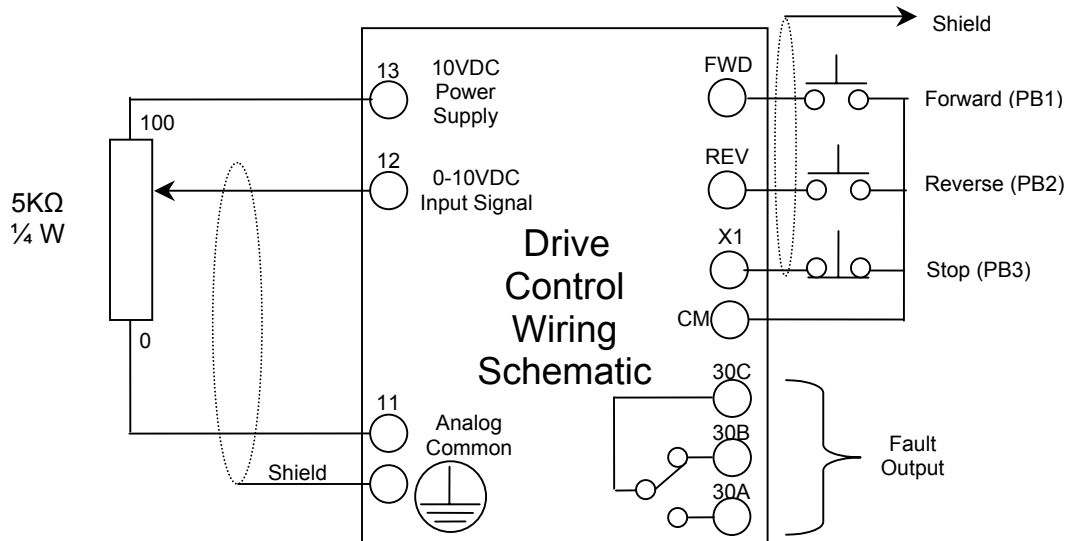 Shield
13
10VDC
Power
Supply
FWD
Forward (PB1)
100
12
0-10VDC
Input Signal
REV
Reverse (PB2)
5KΩ
¼ W
X1
Stop (PB3)
Drive
Control
Wiring
Schematic
CM
0
30C
11
Analog
Common
30B
Fault
Output
Shield
30A